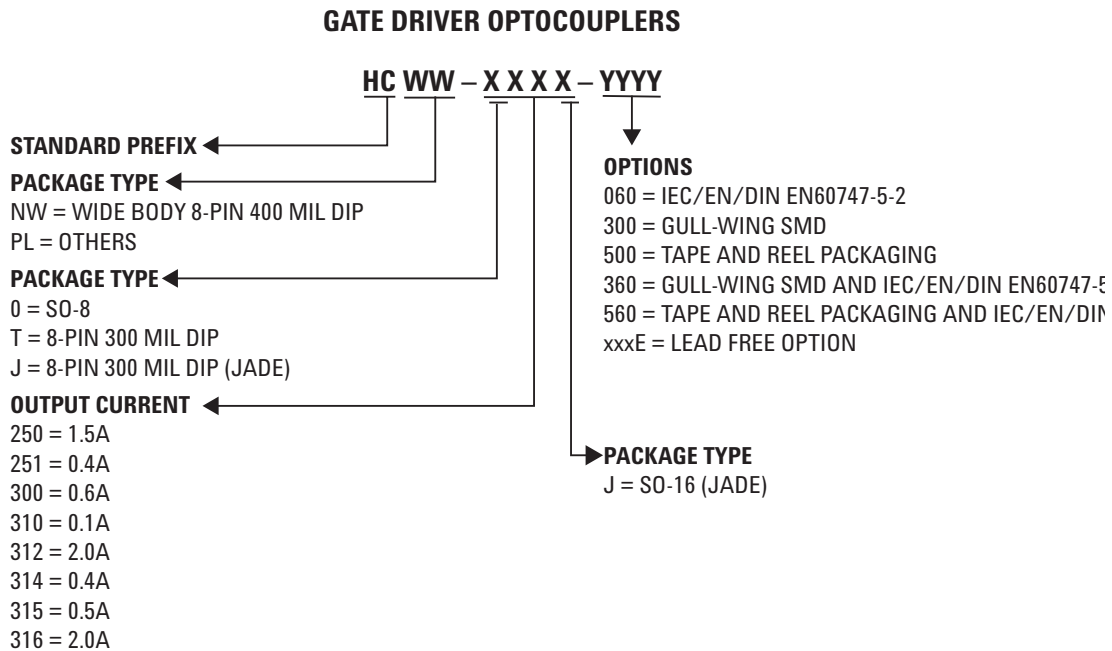 GATE DRIVER OPTOCOUPLERS
HC WW – X X X X – YYYY
STANDARD PREFIX
PACKAGE TYPE
NW = WIDE BODY 8-PIN 400 MIL DIP
PL = OTHERS
PACKAGE TYPE
0 = SO-8
T = 8-PIN 300 MIL DIP
J = 8-PIN 300 MIL DIP (JADE)
OUTPUT CURRENT
250 = 1.5A
251 = 0.4A
300 = 0.6A
310 = 0.1A
312 = 2.0A
314 = 0.4A
315 = 0.5A
316 = 2.0A
OPTIONS
060 = IEC/EN/DIN EN60747-5-2
300 = GULL-WING SMD
500 = TAPE AND REEL PACKAGING
360 = GULL-WING SMD AND IEC/EN/DIN EN60747-5
560 = TAPE AND REEL PACKAGING AND IEC/EN/DIN
xxxE = LEAD FREE OPTION
PACKAGE TYPE
J = SO-16 (JADE)